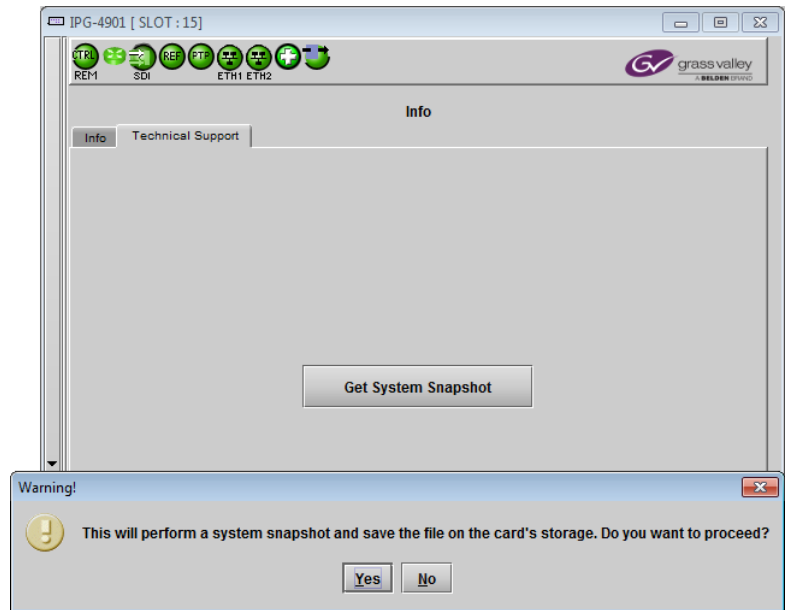 IPG-4901 [ SLOT : 15]
CTRL REF PTP
REM SDI ETH1 ETH2
GV grass valley
A BELDEN BRAND
Info
Info Technical Support
Get System Snapshot
Warning!
This will perform a system snapshot and save the file on the card's storage. Do you want to proceed?
Yes No